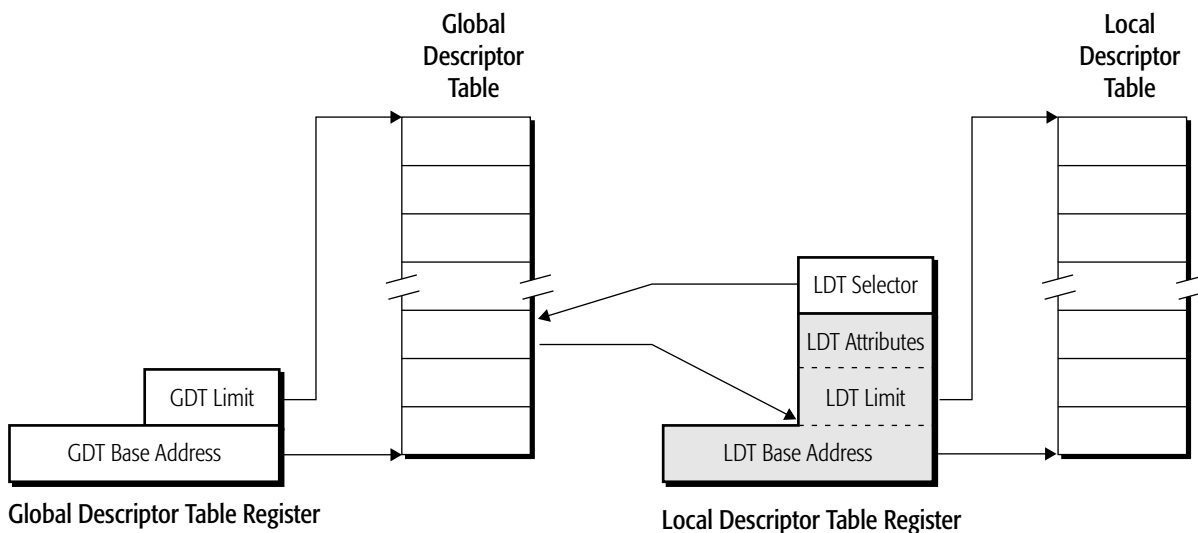 Global
Descriptor
Table
Local
Descriptor
Table
LDT Selector
LDT Attributes
GDT Limit
LDT Limit
GDT Base Address
LDT Base Address
Global Descriptor Table Register
Local Descriptor Table Register